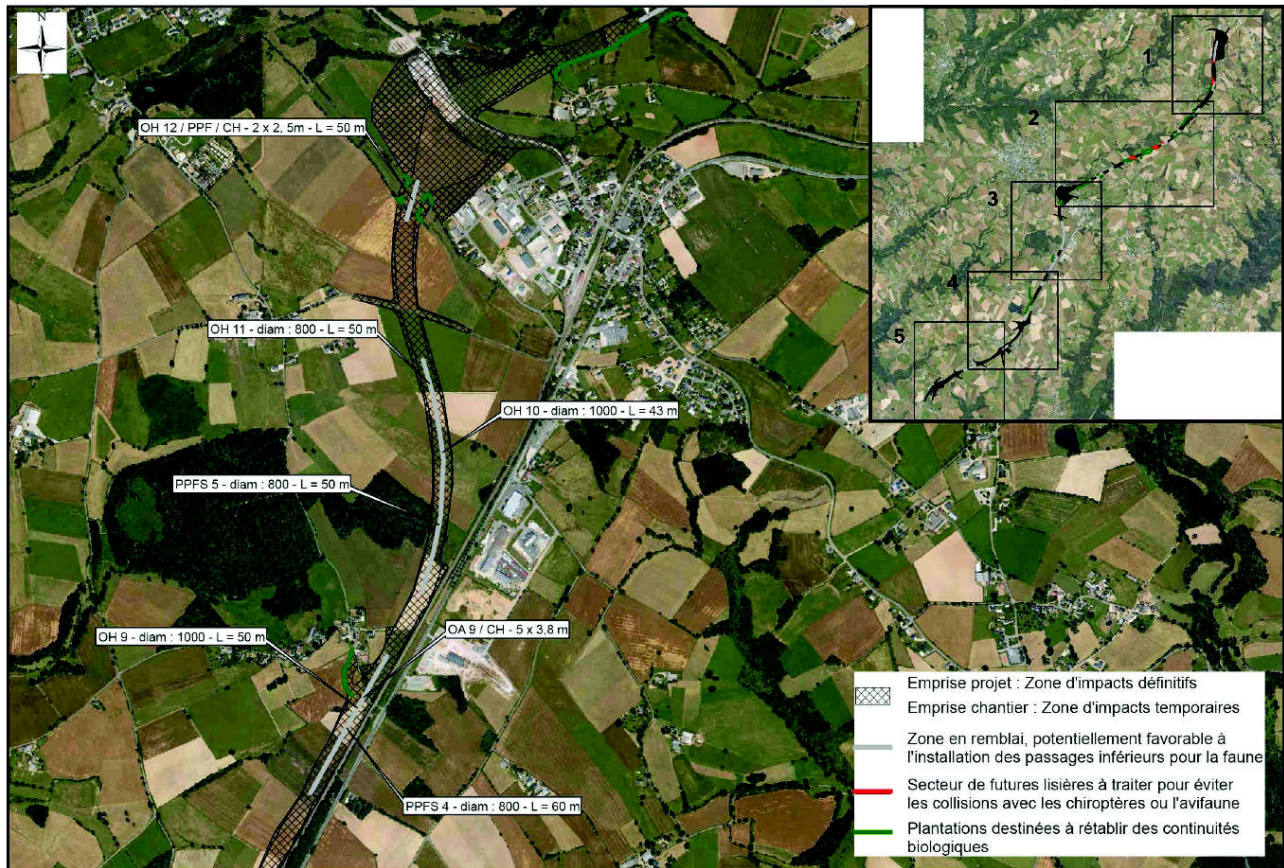 N
1
2
3
4
5
OH 12 / PPF / CH - 2 x 2, 5m - L = 50 m
OH 11 - diam : 800 - L = 50 m
OH 10 - diam : 1000 - L = 43 m
PPFS 5 - diam : 800 - L = 50 m
OH 9 - diam : 1000 - L = 50 m
OA 9 / CH - 5 x 3,8 m
PPFS 4 - diam : 800 - L = 60 m
Emprise projet : Zone d'impacts définitifs
Emprise chantier : Zone d'impacts temporaires
Zone en remblai, potentiellement favorable à
l'installation des passages inférieurs pour la faune
Secteur de futures lisières à traiter pour éviter
les collisions avec les chiroptères ou l'avifaune
Plantations destinées à rétablir des continuités
biologiques